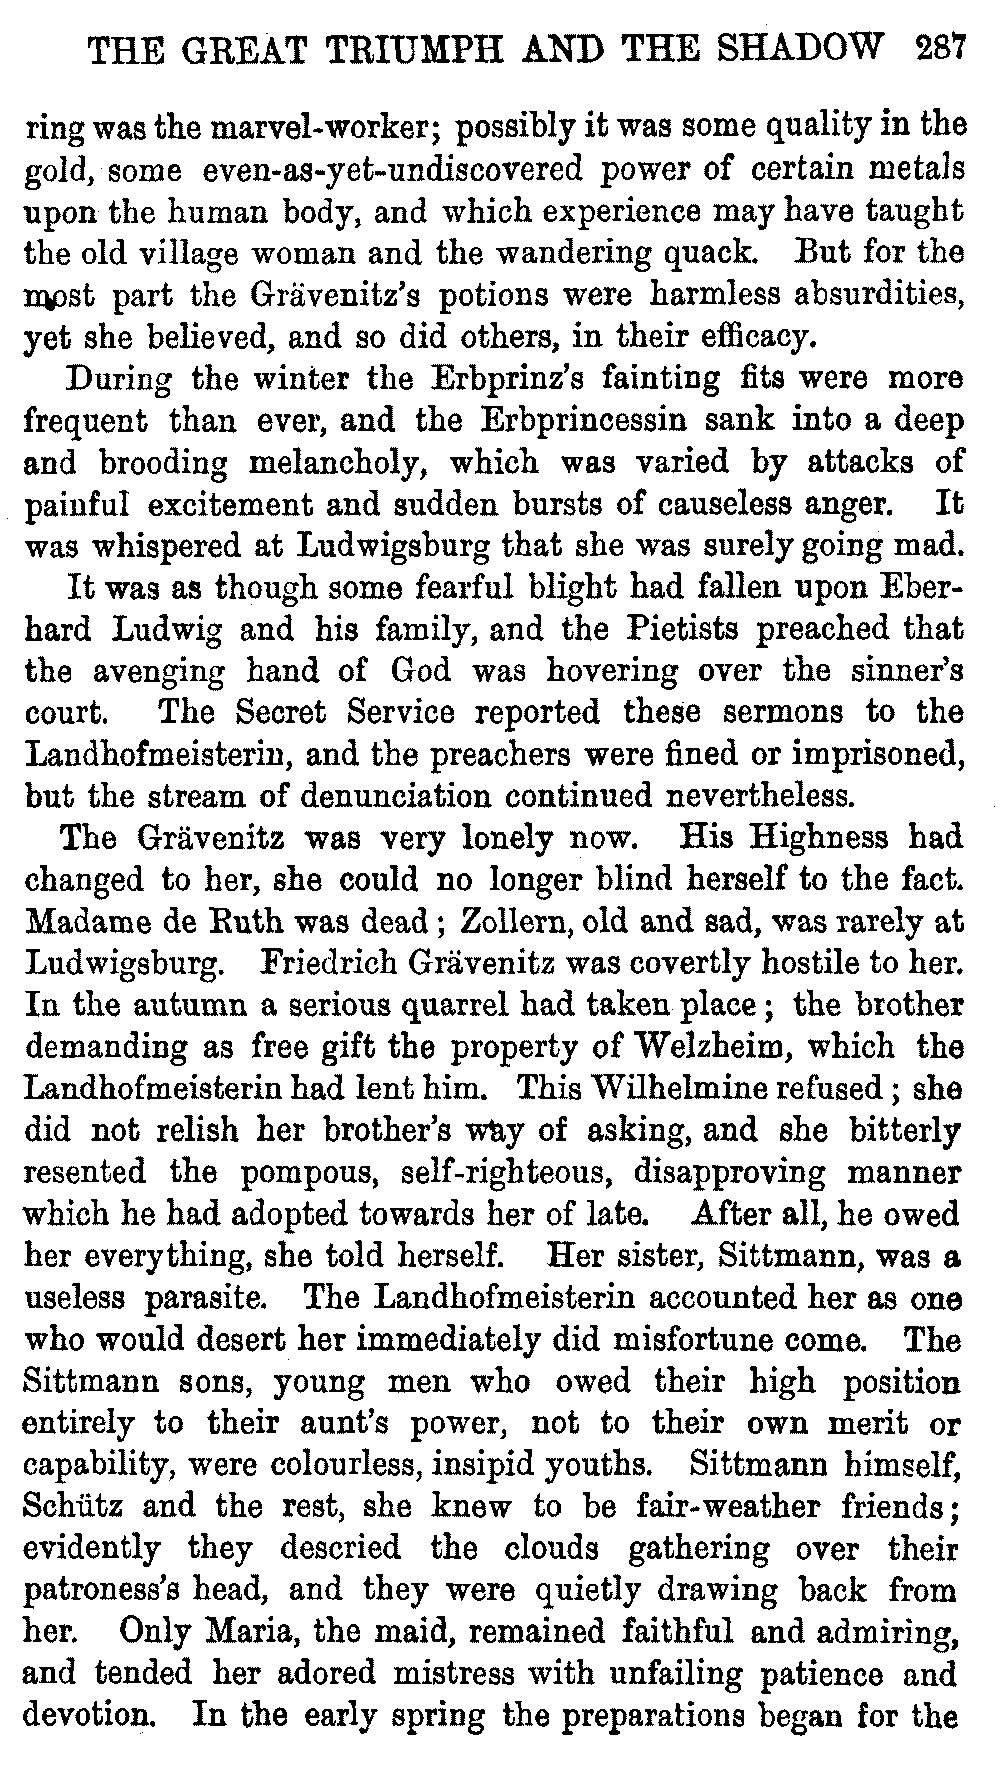 THE GREAT TRIUMPH AND THE SHADOW 287
ring was the marvel-worker; possibly it was some quality in the
gold, some even-as-yet-undiscovered power of certain metals
upon the human body, and which experience may have taught
the old village woman and the wandering quack. But for the
most part the Grävenitz's potions were harmless absurdities,
yet she believed, and so did others, in their efficacy.
During the winter the Erbprinz's fainting fits were more
frequent than ever, and the Erbprincessin sank into a deep
and brooding melancholy, which was varied by attacks of
painful excitement and sudden bursts of causeless anger. It
was whispered at Ludwigsburg that she was surely going mad.
It was as though some fearful blight had fallen upon Eber-
hard Ludwig and his family, and the Pietists preached that
the avenging hand of God was hovering over the sinner's
court. The Secret Service reported these sermons to the
Landhofmeisterin, and the preachers were fined or imprisoned,
but the stream of denunciation continued nevertheless.
The Grävenitz was very lonely now. His Highness had
changed to her, she could no longer blind herself to the fact.
Madame de Ruth was dead; Zollern, old and sad, was rarely at
Ludwigsburg. Friedrich Grävenitz was covertly hostile to her.
In the autumn a serious quarrel had taken place; the brother
demanding as free gift the property of Welzheim, which the
Landhofmeisterin had lent him. This Wilhelmine refused; she
did not relish her brother's way of asking, and she bitterly
resented the pompous, self-righteous, disapproving manner
which he had adopted towards her of late. After all, he owed
her everything, she told herself. Her sister, Sittmann, was a
useless parasite. The Landhofmeisterin accounted her as one
who would desert her immediately did misfortune come. The
Sittmann sons, young men who owed their high position
entirely to their aunt's power, not to their own merit or
capability, were colourless, insipid youths. Sittmann himself,
Schütz and the rest, she knew to be fair-weather friends;
evidently they descried the clouds gathering over their
patroness's head, and they were quietly drawing back from
her. Only Maria, the maid, remained faithful and admiring,
and tended her adored mistress with unfailing patience and
devotion. In the early spring the preparations began for the